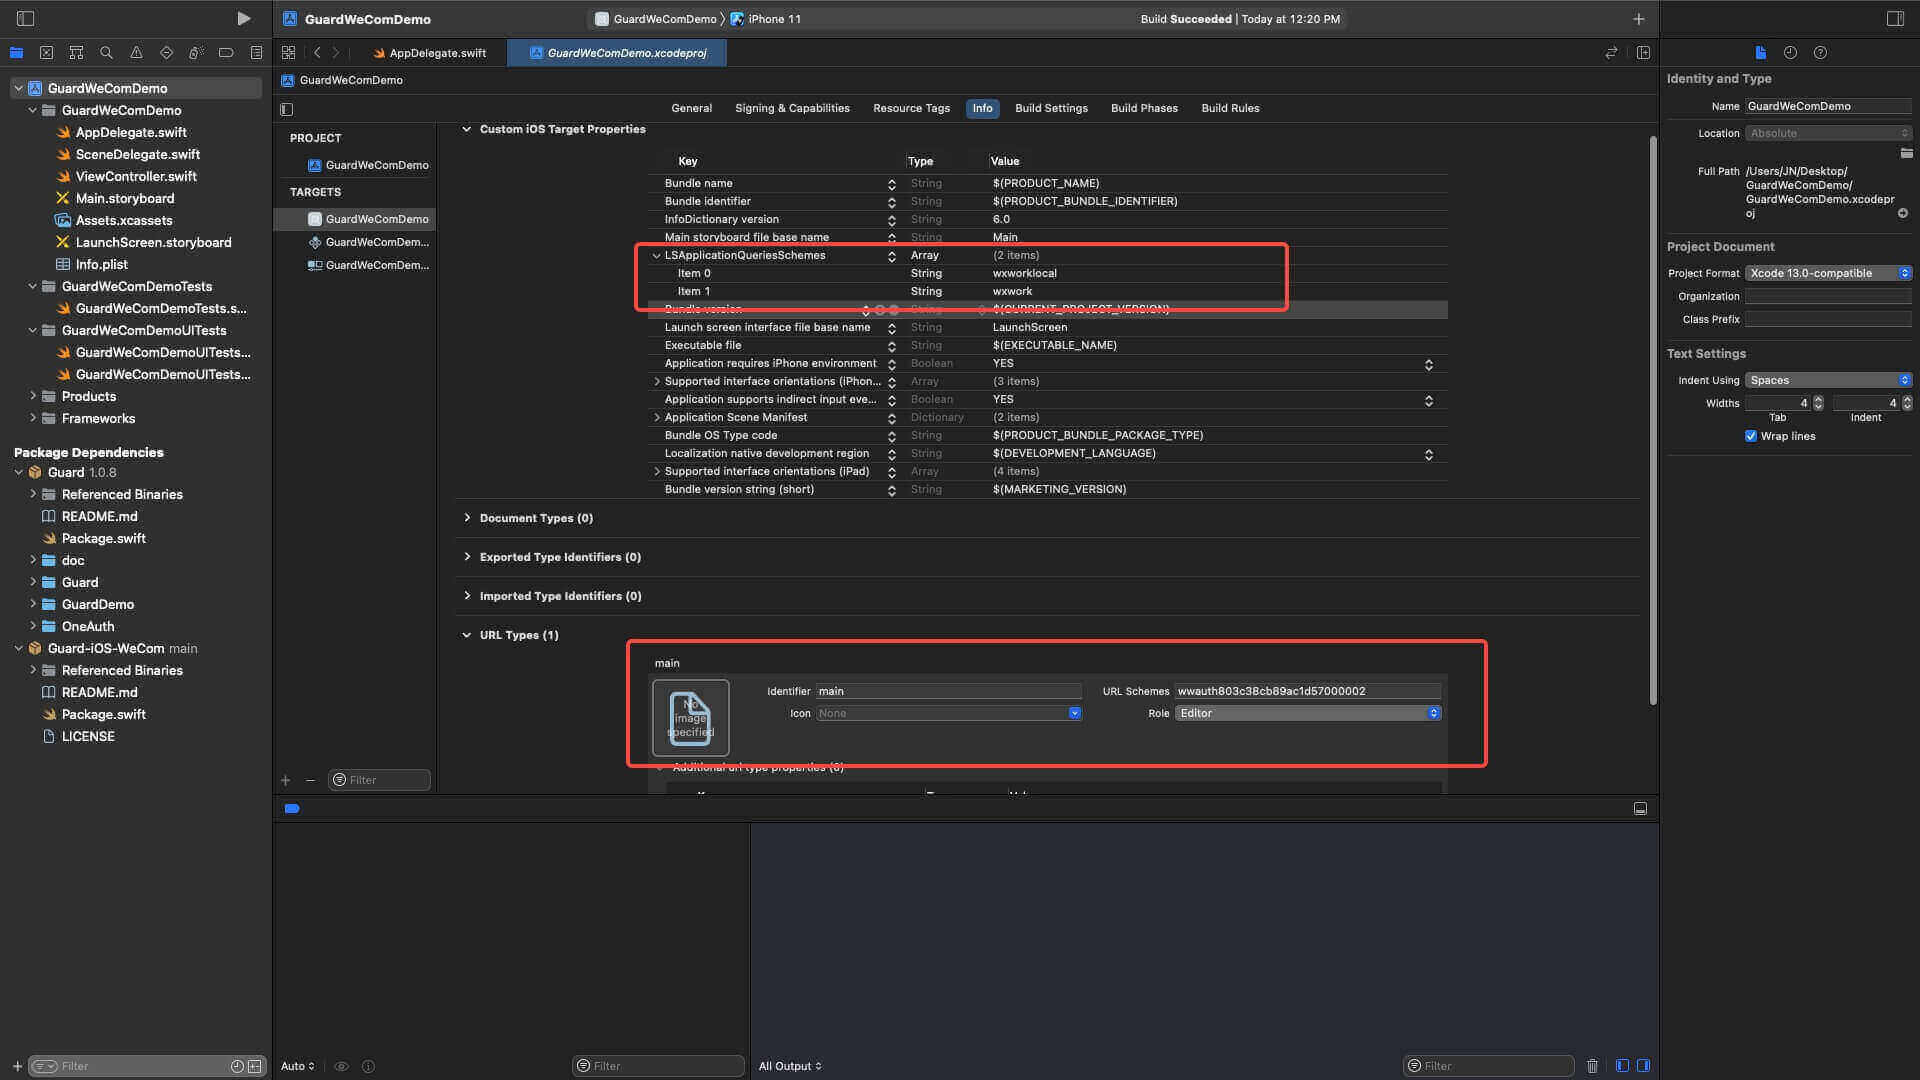 GuardWeComDemo
GuardWeComDemo
iPhone 11
Build Succeeded | Today at 12:20 PM
AppDelegate.swift
GuardWeComDemo.xcodeproj
GuardWeComDemo
GuardWeComDemo
GuardWeComDemo
AppDelegate.swift
SceneDelegate.swift
ViewController.swift
Main.storyboard
Assets.xcassets
LaunchScreen.storyboard
Info.plist
GuardWeComDemoTests
GuardWeComDemoTests.s...
GuardWeComDemoUITests
GuardWeComDemoUITests...
GuardWeComDemoUITests...
Products
Frameworks
Package Dependencies
Guard 1.0.8
Referenced Binaries
README.md
Package.swift
doc
Guard
GuardDemo
OneAuth
Guard-iOS-WeCom main
Referenced Binaries
README.md
Package.swift
LICENSE
Filter
General Signing & Capabilities Resource Tags Info Build Settings Build Phases Build Rules
PROJECT
GuardWeComDemo
TARGETS
GuardWeComDemo
GuardWeComDem...
GuardWeComDem...
Filter
Custom iOS Target Properties
Key Type Value
Bundle name String $(PRODUCT_NAME)
Bundle identifier String $(PRODUCT_BUNDLE_IDENTIFIER)
InfoDictionary version String 6.0
Main storyboard file base name String Main
LSApplicationQueriesSchemes Array (2 items)
Item 0 String wxworklocal
Item 1 String wxwork
Bundle version String $(CURRENT_PROJECT_VERSION)
Launch screen interface file base name String LaunchScreen
Executable file String $(EXECUTABLE_NAME)
Application requires iPhone environment Boolean YES
Supported interface orientations (iPhon... Array (3 items)
Application supports indirect input eve... Boolean YES
Application Scene Manifest Dictionary (2 items)
Bundle OS Type code String $(PRODUCT_BUNDLE_PACKAGE_TYPE)
Localization native development region String $(DEVELOPMENT_LANGUAGE)
Supported interface orientations (iPad) Array (4 items)
Bundle version string (short) String $(MARKETING_VERSION)
Document Types (0)
Exported Type Identifiers (0)
Imported Type Identifiers (0)
URL Types (1)
main
No image specified
Identifier main URL Schemes wwauth803c38cb89ac1d57000002
Icon None Role Editor
Additional url type properties (0)
Auto
Filter
All Output
Filter
Identity and Type
Name GuardWeComDemo
Location Absolute
Full Path /Users/JN/Desktop/
GuardWeComDemo/
GuardWeComDemo.xcodepr
oj
Project Document
Project Format Xcode 13.0-compatible
Organization
Class Prefix
Text Settings
Indent Using Spaces
Widths 4 4
Tab Indent
Wrap lines